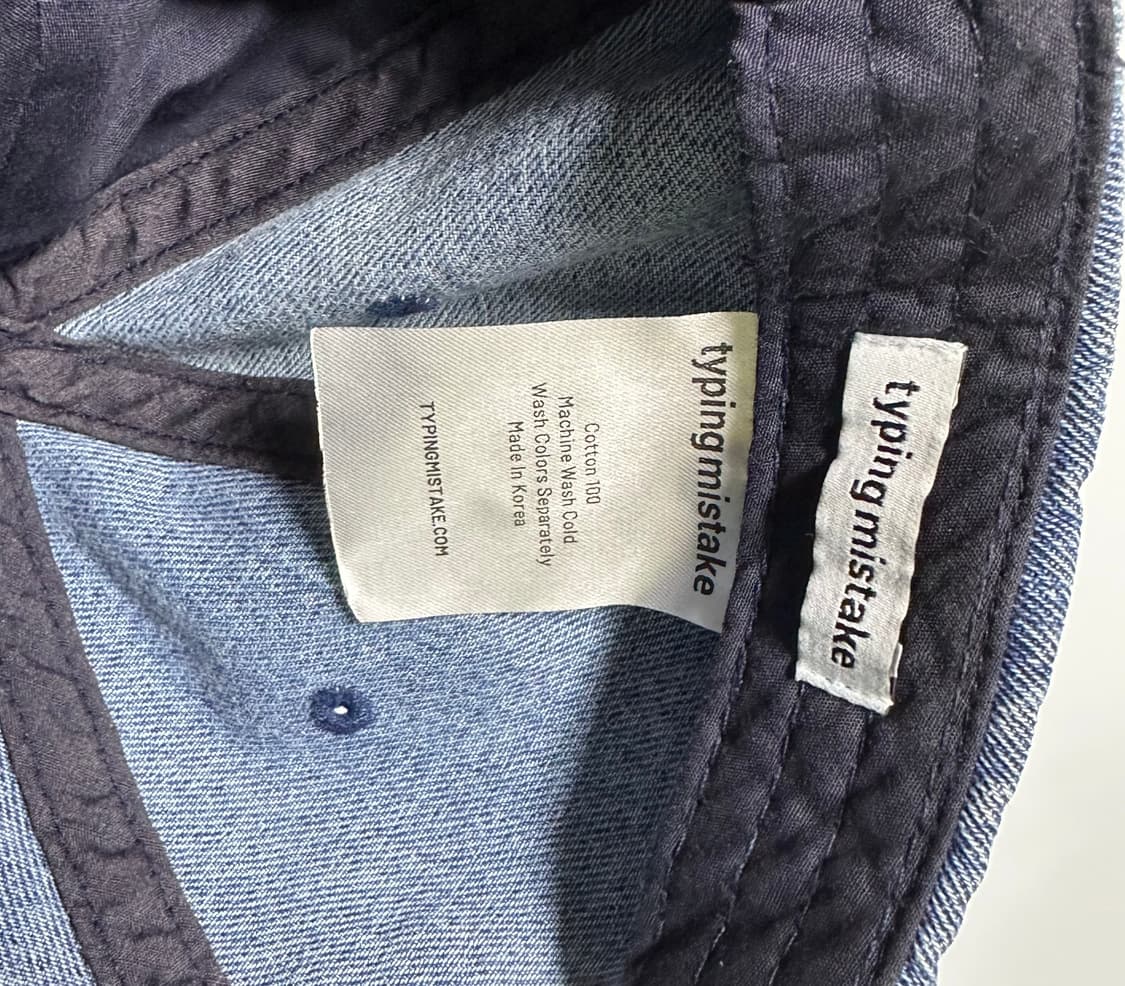 typingmistake
Cotton 100
Machine Wash Cold
Wash Colors Separately
Made In Korea
TYPINGMISTAKE.COM
typingmistake